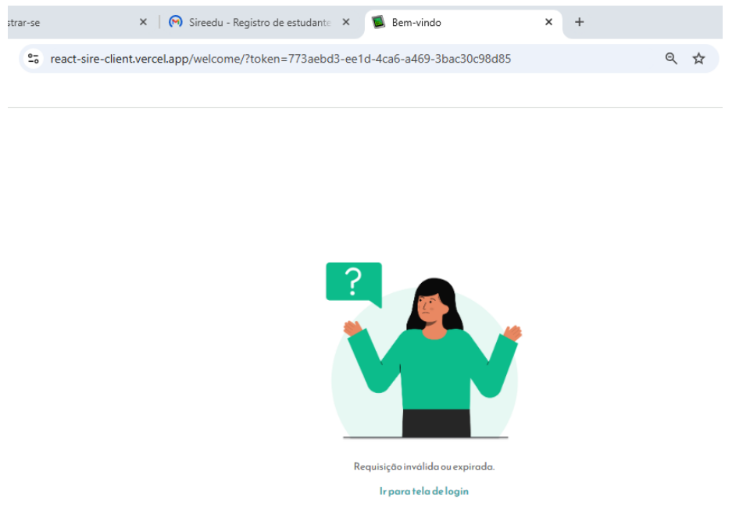 strar-se
Sireedu - Registro de estudante
Bem-vindo
react-sire-client.vercel.app/welcome/?token=773aebd3-ee1d-4ca6-a469-3bac30c98d85
?
Requisição inválida ou expirada.
Ir para tela de login